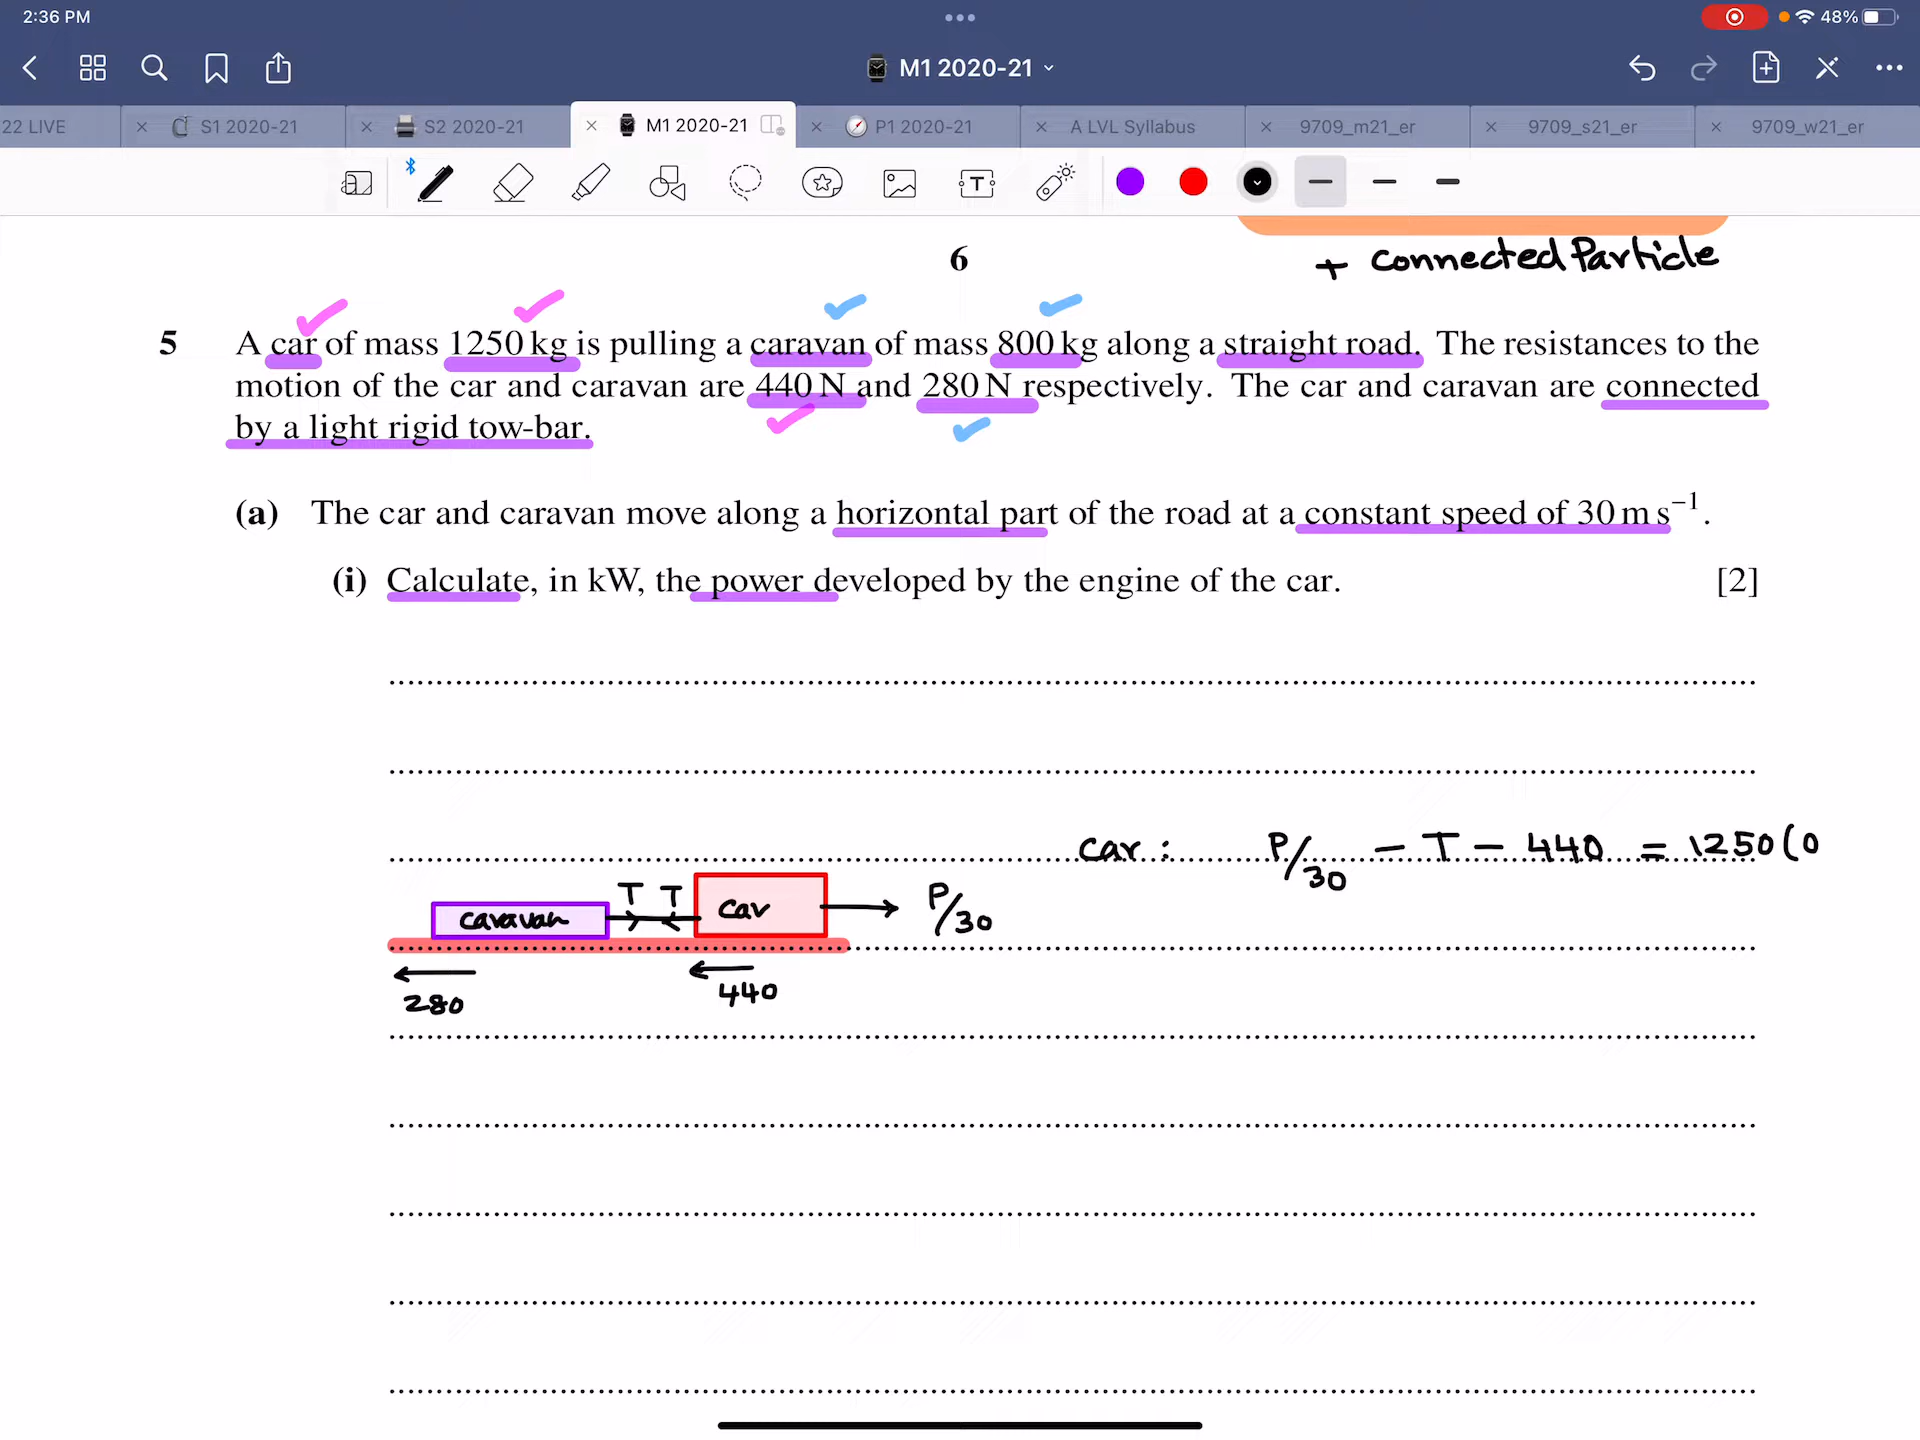 2:36 PM
48%
M1 2020-21
22 LIVE
S1 2020-21
S2 2020-21
M1 2020-21
P1 2020-21
A LVL Syllabus
9709_m21_er
9709_s21_er
9709_w21_er
6
+ connected Particle
5 A car of mass 1250 kg is pulling a caravan of mass 800 kg along a straight road. The resistances to the
motion of the car and caravan are 440 N and 280 N respectively. The car and caravan are connected
by a light rigid tow-bar.
(a) The car and caravan move along a horizontal part of the road at a constant speed of 30 m s⁻¹.
(i) Calculate, in kW, the power developed by the engine of the car. [2]
car : P/30 - T - 440 = 1250(0
T T
caravan car P/30
280 440